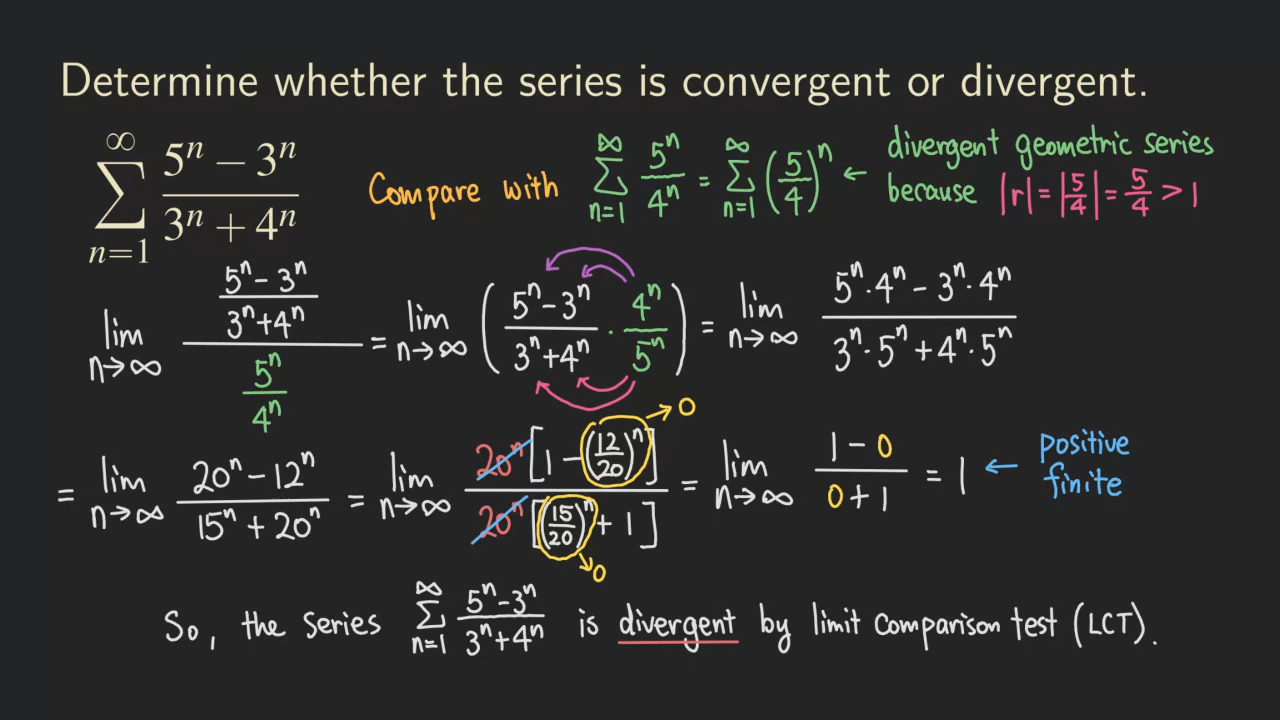 Determine whether the series is convergent or divergent.
∑_{n=1}^{∞} (5^n − 3^n)/(3^n + 4^n) Compare with ∑_{n=1}^{∞} 5^n/4^n = ∑_{n=1}^{∞} (5/4)^n ← divergent geometric series because |r| = |5/4| = 5/4 > 1
lim_{n→∞} ((5^n − 3^n)/(3^n + 4^n))/(5^n/4^n) = lim_{n→∞} ((5^n − 3^n)/(3^n + 4^n) · 4^n/5^n) = lim_{n→∞} (5^n · 4^n − 3^n · 4^n)/(3^n · 5^n + 4^n · 5^n)
= lim_{n→∞} (20^n − 12^n)/(15^n + 20^n) = lim_{n→∞} (20^n [1 − (12/20)^n])/(20^n [(15/20)^n + 1]) → 0 → 0 = lim_{n→∞} (1 − 0)/(0 + 1) = 1 ← positive finite
So, the series ∑_{n=1}^{∞} (5^n − 3^n)/(3^n + 4^n) is divergent by limit comparison test (LCT).